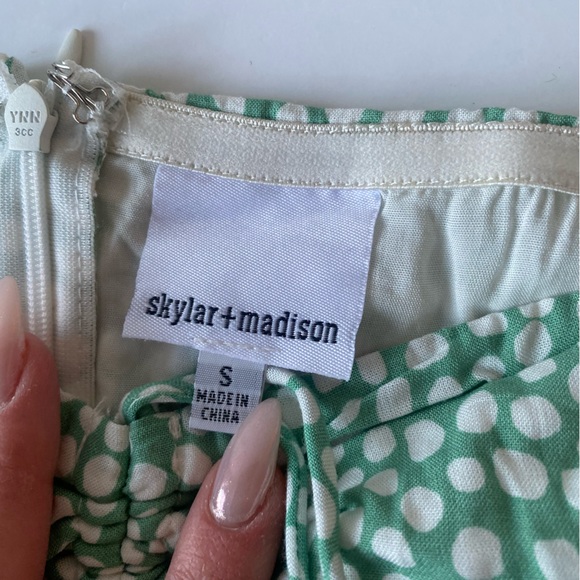 YNN
3CC
skylar+madison
S
MADE IN
CHINA